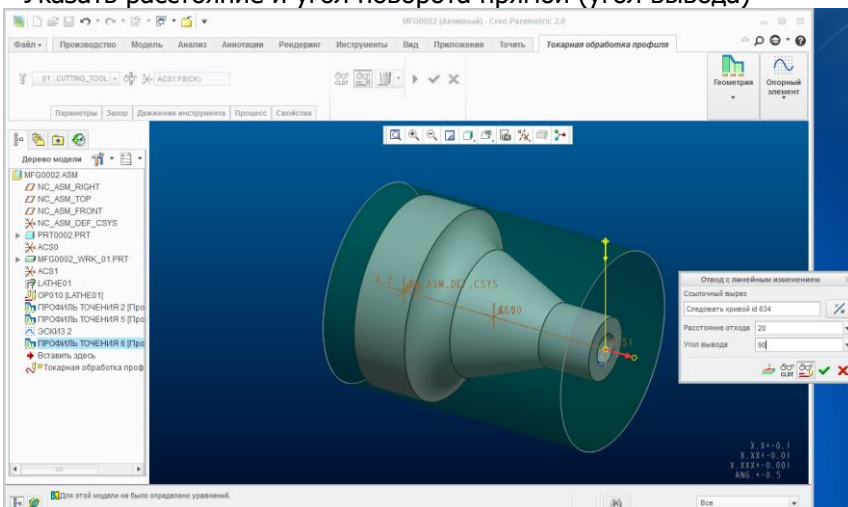 Указать расстояние и угол поворота прямой (угол вывода)
MFG0002 (Активный) - Creo Parametric 2.0
Файл Производство Модель Анализ Аннотации Рендеринг Инструменты Вид Приложения Точить Токарная обработка профиля
01 : CUTTING_TOOL ACS1:F8(CK)
Геометрия Опорный элемент
Параметры Зазор Движения инструмента Процесс Свойства
Дерево модели
MFG0002.ASM
NC_ASM_RIGHT
NC_ASM_TOP
NC_ASM_FRONT
NC_ASM_DEF_CSYS
PRT0002.PRT
ACS0
MFG0002_WRK_01.PRT
ACS1
LATHE01
OP010 [LATHE01]
ПРОФИЛЬ ТОЧЕНИЯ 2 [Про
ПРОФИЛЬ ТОЧЕНИЯ 5 [Про
ЭСКИЗ 2
ПРОФИЛЬ ТОЧЕНИЯ 6 [Про
Вставить здесь
Токарная обработка проф
ASM_DEF_CSYS
Отвод с линейным изменением
Ссылочный вырез
Следовать кривой id 634
Расстояние отхода 20
Угол вывода 90
CLDT
X.X+-0.1
X.XX+-0.01
X.XXX+-0.001
ANG.+-0.5
Для этой модели не было определено уравнений.
Все